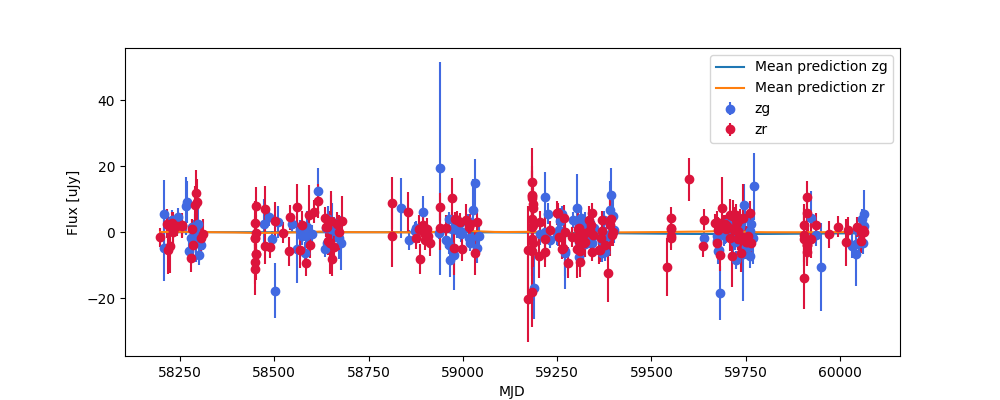 Mean prediction zg
Mean prediction zr
zg
zr
Flux [uJy]
40
20
0
−20
58250 58500 58750 59000 59250 59500 59750 60000
MJD